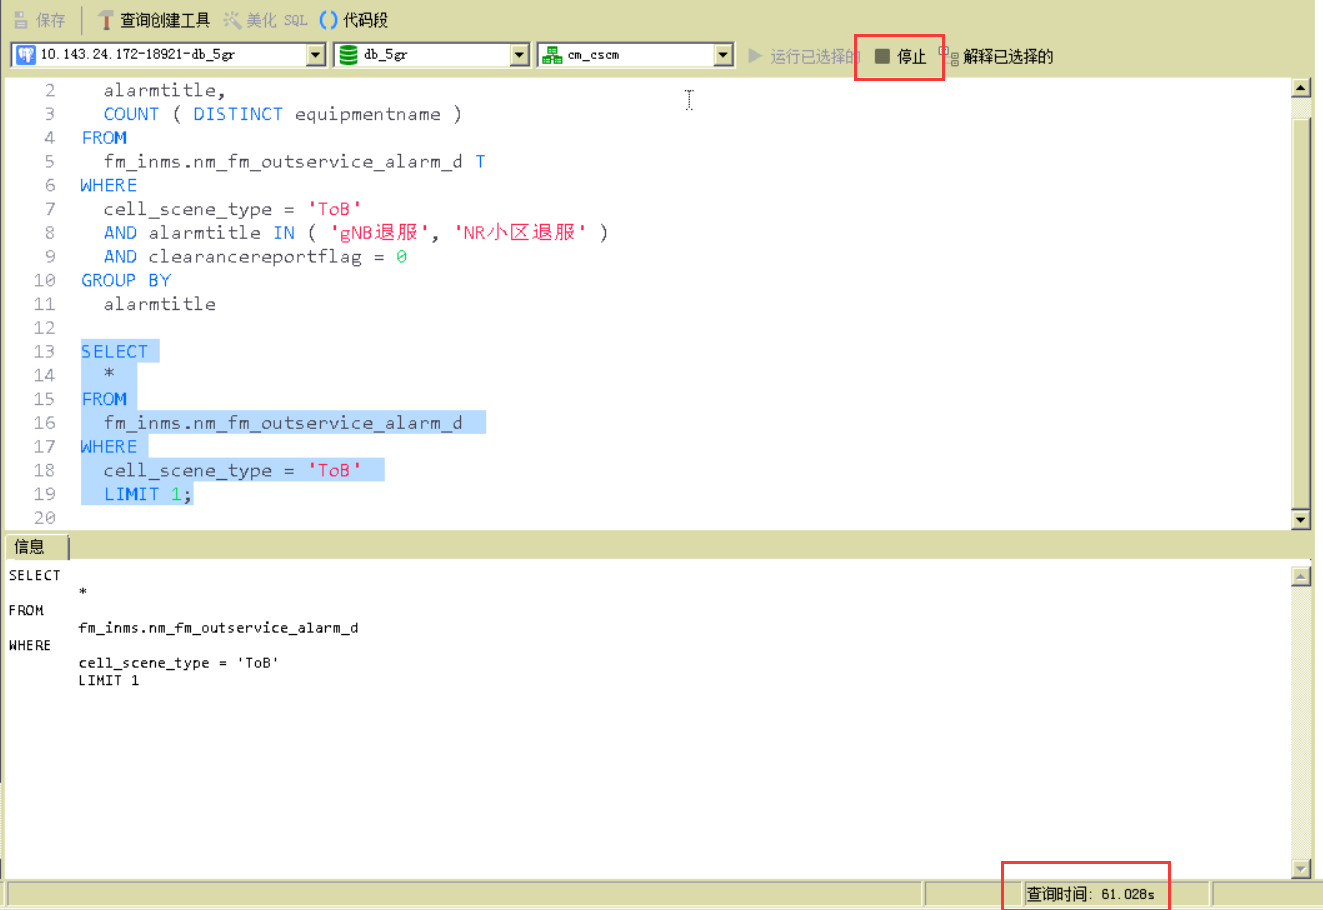 保存 查询创建工具 美化 SQL () 代码段
10.143.24.172-18921-db_5gr db_5gr cm_cscm 运行已选择的 停止 解释已选择的
2 alarmtitle,
3 COUNT ( DISTINCT equipmentname )
4 FROM
5 fm_inms.nm_fm_outservice_alarm_d T
6 WHERE
7 cell_scene_type = 'ToB'
8 AND alarmtitle IN ( 'gNB退服', 'NR小区退服' )
9 AND clearancereportflag = 0
10 GROUP BY
11 alarmtitle
12
13 SELECT
14 *
15 FROM
16 fm_inms.nm_fm_outservice_alarm_d
17 WHERE
18 cell_scene_type = 'ToB'
19 LIMIT 1;
20
信息
SELECT
*
FROM
fm_inms.nm_fm_outservice_alarm_d
WHERE
cell_scene_type = 'ToB'
LIMIT 1
查询时间: 61.028s